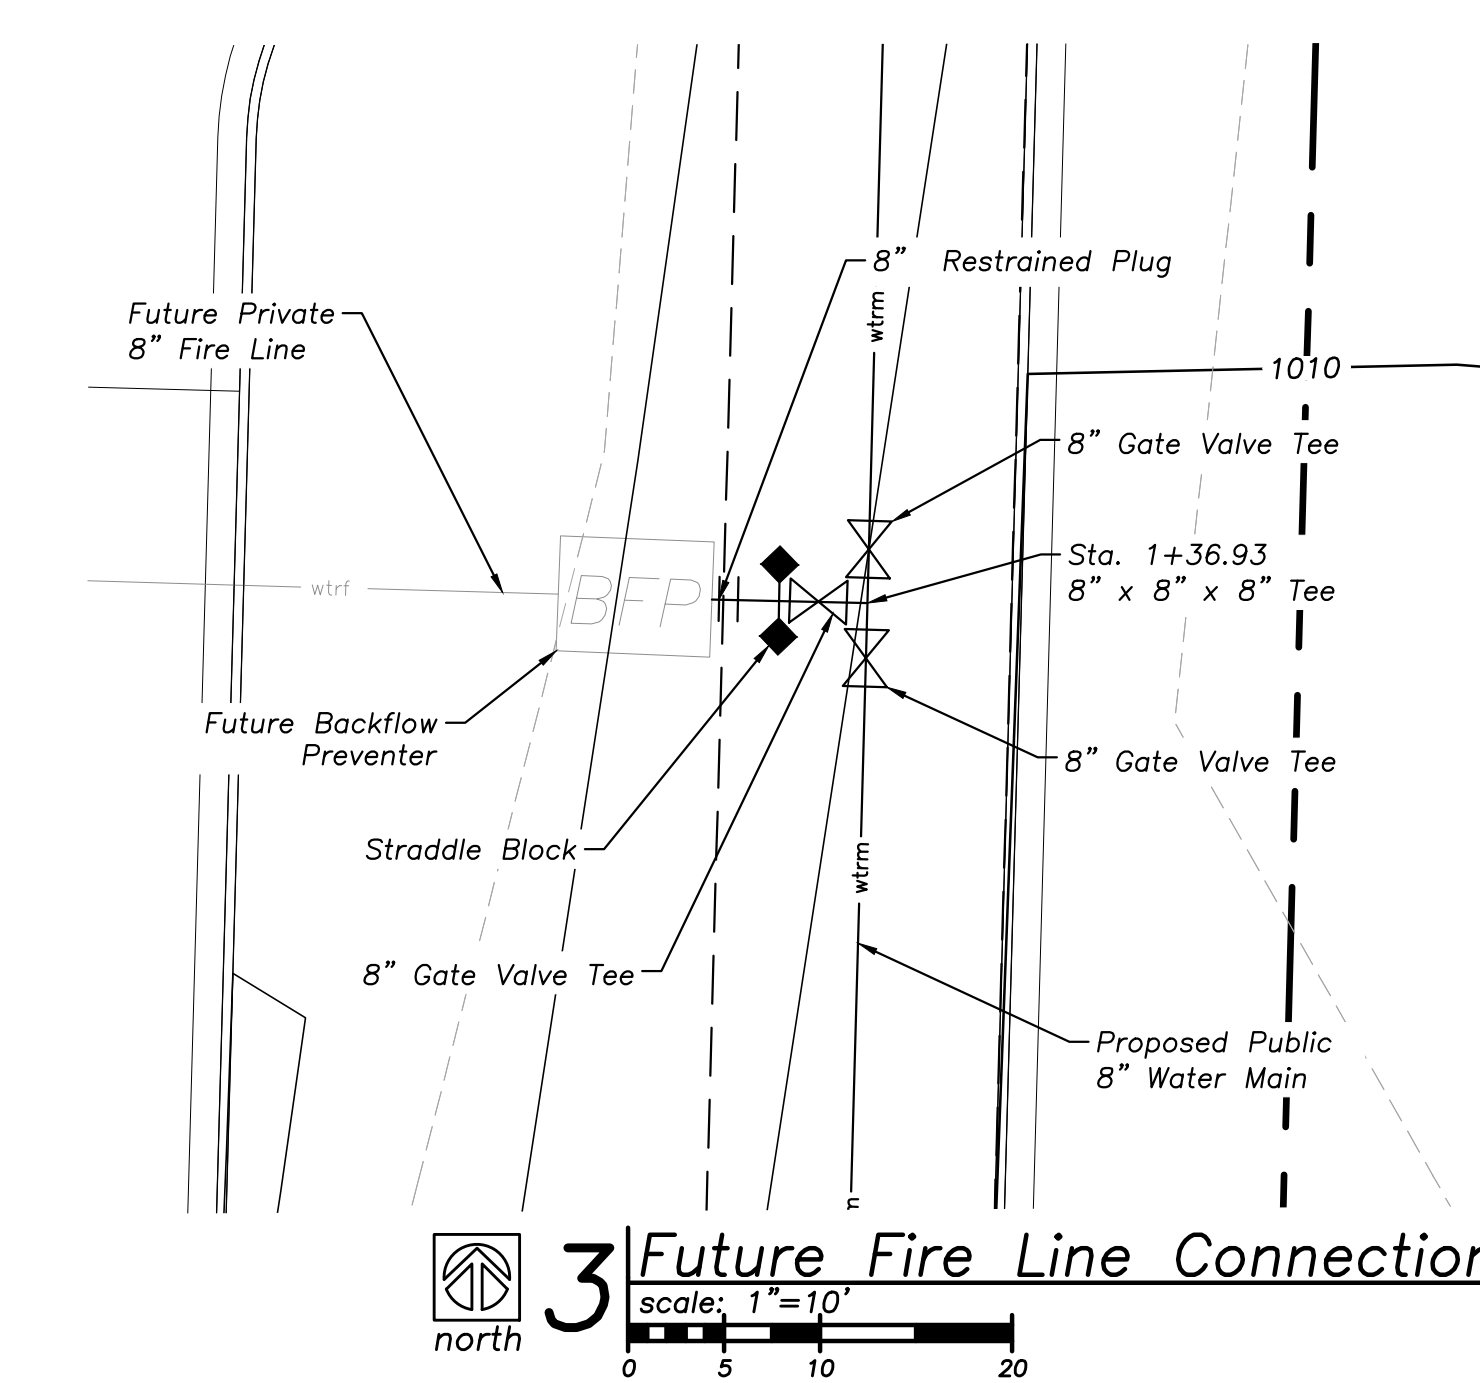 8” Restrained Plug
wtrm
Future Private
8” Fire Line
1010
8” Gate Valve Tee
Sta. 1+36.93
8” x 8” x 8” Tee
wtrf
BFP
Future Backflow
Preventer
8” Gate Valve Tee
Straddle Block
wtrm
8” Gate Valve Tee
Proposed Public
8” Water Main
north
3
Future Fire Line Connection
scale: 1”=10’
0 5 10 20